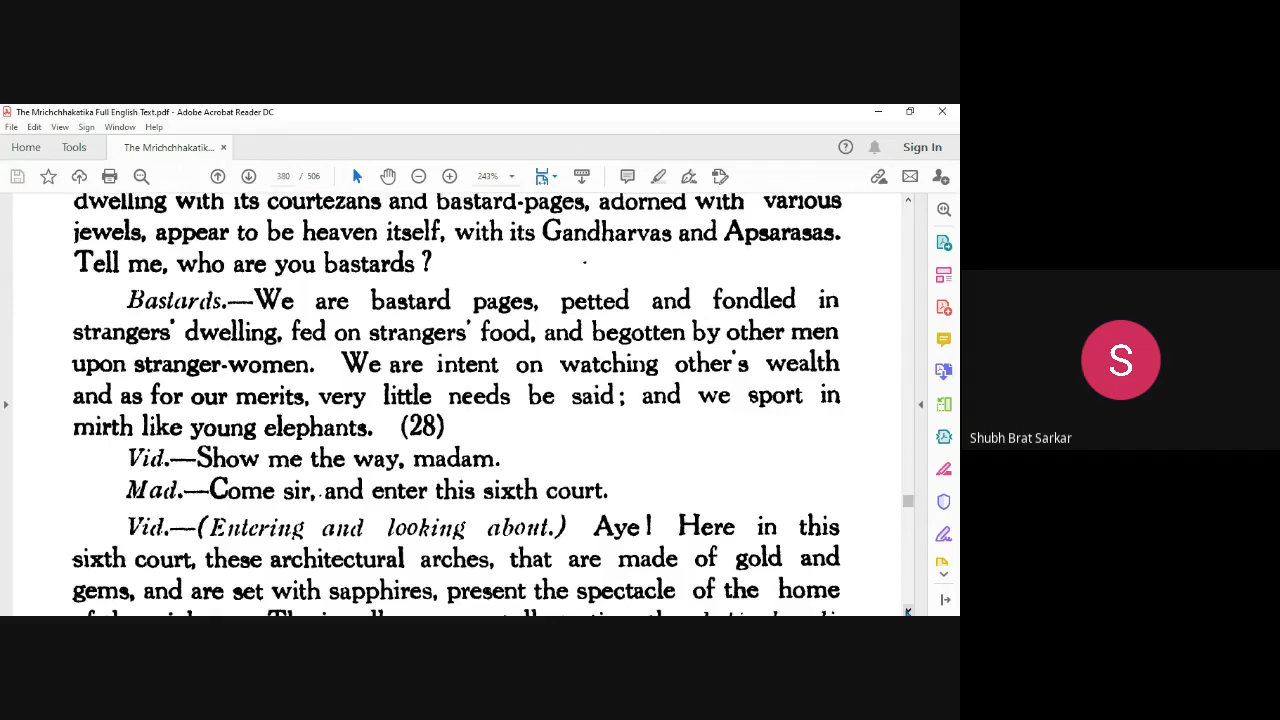 The Mrichchhakatika Full English Text.pdf - Adobe Acrobat Reader DC
File Edit View Sign Window Help
Home Tools The Mrichchhakatik... × Sign In
380 / 506 243%
dwelling with its courtezans and bastard-pages, adorned with various
jewels, appear to be heaven itself, with its Gandharvas and Apsarasas.
Tell me, who are you bastards ?
Bastards.—We are bastard pages, petted and fondled in
strangers' dwelling, fed on strangers' food, and begotten by other men
upon stranger-women. We are intent on watching other's wealth
and as for our merits, very little needs be said ; and we sport in
mirth like young elephants. (28)
Vid.—Show me the way, madam.
Mad.—Come sir, and enter this sixth court.
Vid.—(Entering and looking about.) Aye ! Here in this
sixth court, these architectural arches, that are made of gold and
gems, and are set with sapphires, present the spectacle of the home
S
Shubh Brat Sarkar